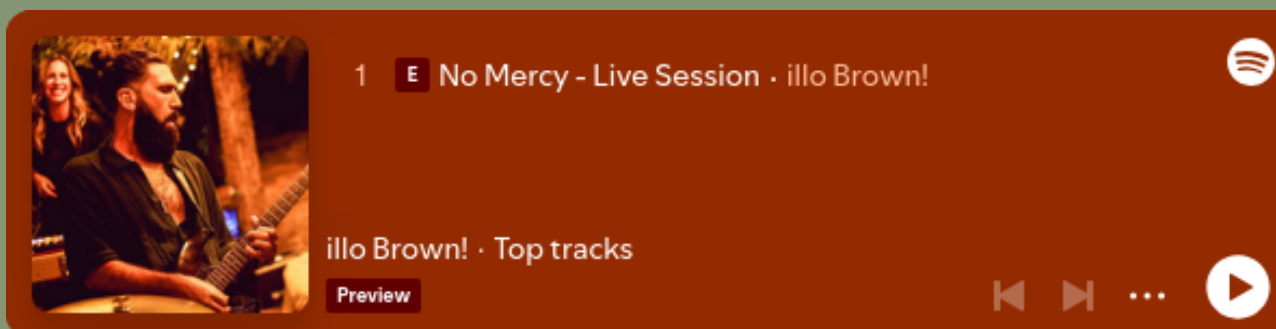 1 E No Mercy - Live Session · illo Brown!
illo Brown! · Top tracks
Preview